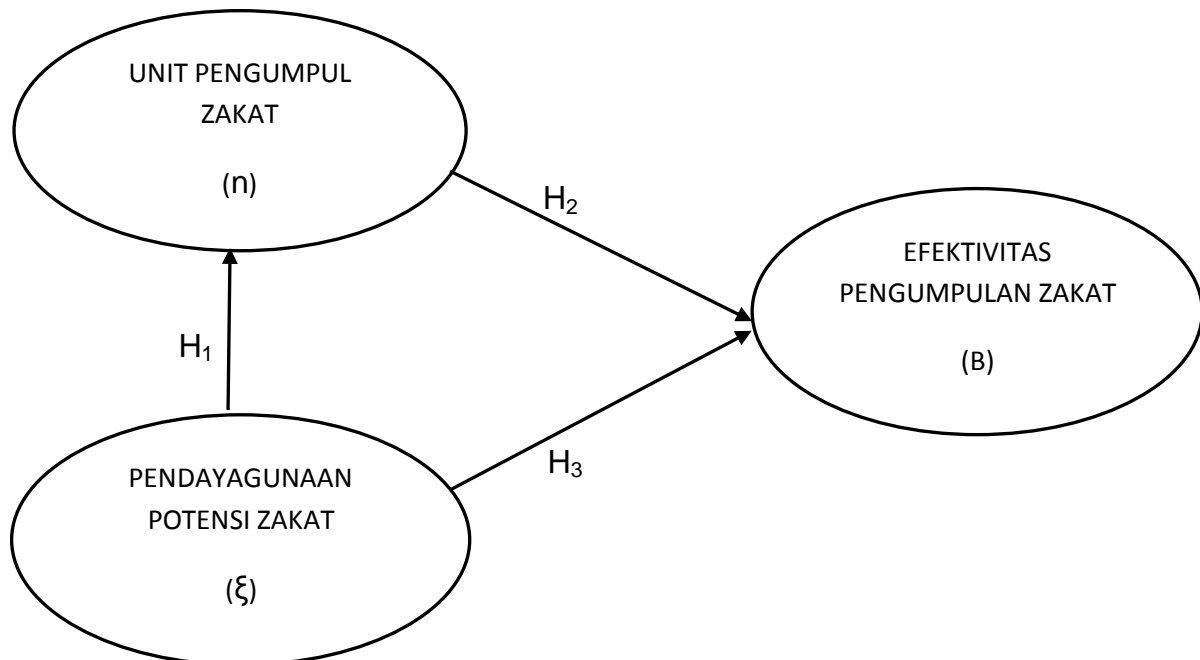 UNIT PENGUMPUL
ZAKAT
(n)
H₂
EFEKTIVITAS
PENGUMPULAN ZAKAT
(B)
H₁
PENDAYAGUNAAN
POTENSI ZAKAT
(ξ)
H₃